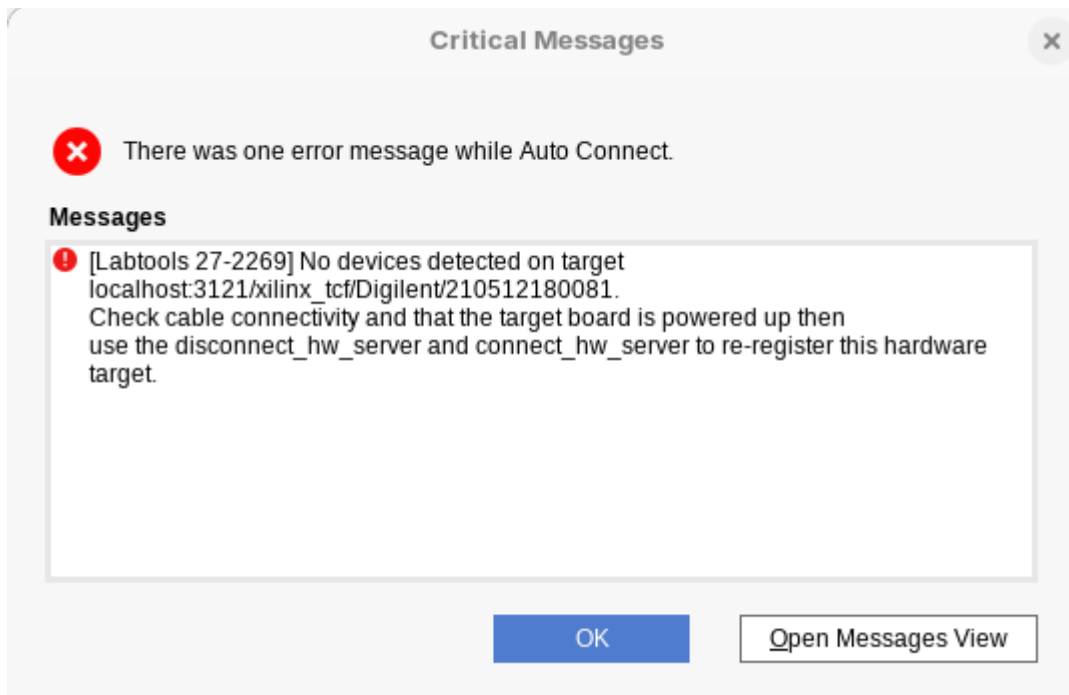 Critical Messages
There was one error message while Auto Connect.
Messages
[Labtools 27-2269] No devices detected on target
localhost:3121/xilinx_tcf/Digilent/210512180081.
Check cable connectivity and that the target board is powered up then
use the disconnect_hw_server and connect_hw_server to re-register this hardware
target.
OK
Open Messages View